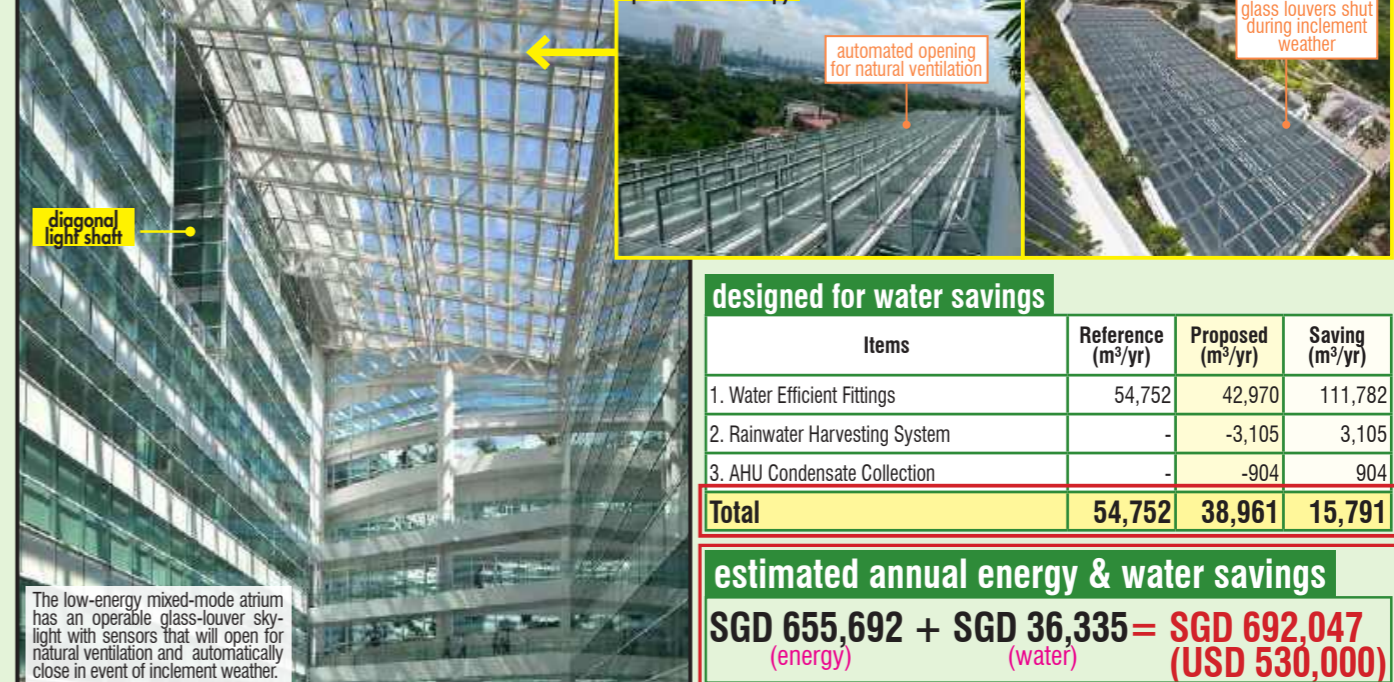 automated opening
for natural ventilation
glass louvers shut
during inclement
weather
diagonal
light shaft
The low-energy mixed-mode atrium
has an operable glass-louver sky-
light with sensors that will open for
natural ventilation and automatically
close in event of inclement weather.
designed for water savings
Items Reference (m³/yr) Proposed (m³/yr) Saving (m³/yr)
1. Water Efficient Fittings 54,752 42,970 111,782
2. Rainwater Harvesting System - -3,105 3,105
3. AHU Condensate Collection - -904 904
Total 54,752 38,961 15,791
estimated annual energy & water savings
SGD 655,692 + SGD 36,335 = SGD 692,047
(energy) (water) (USD 530,000)